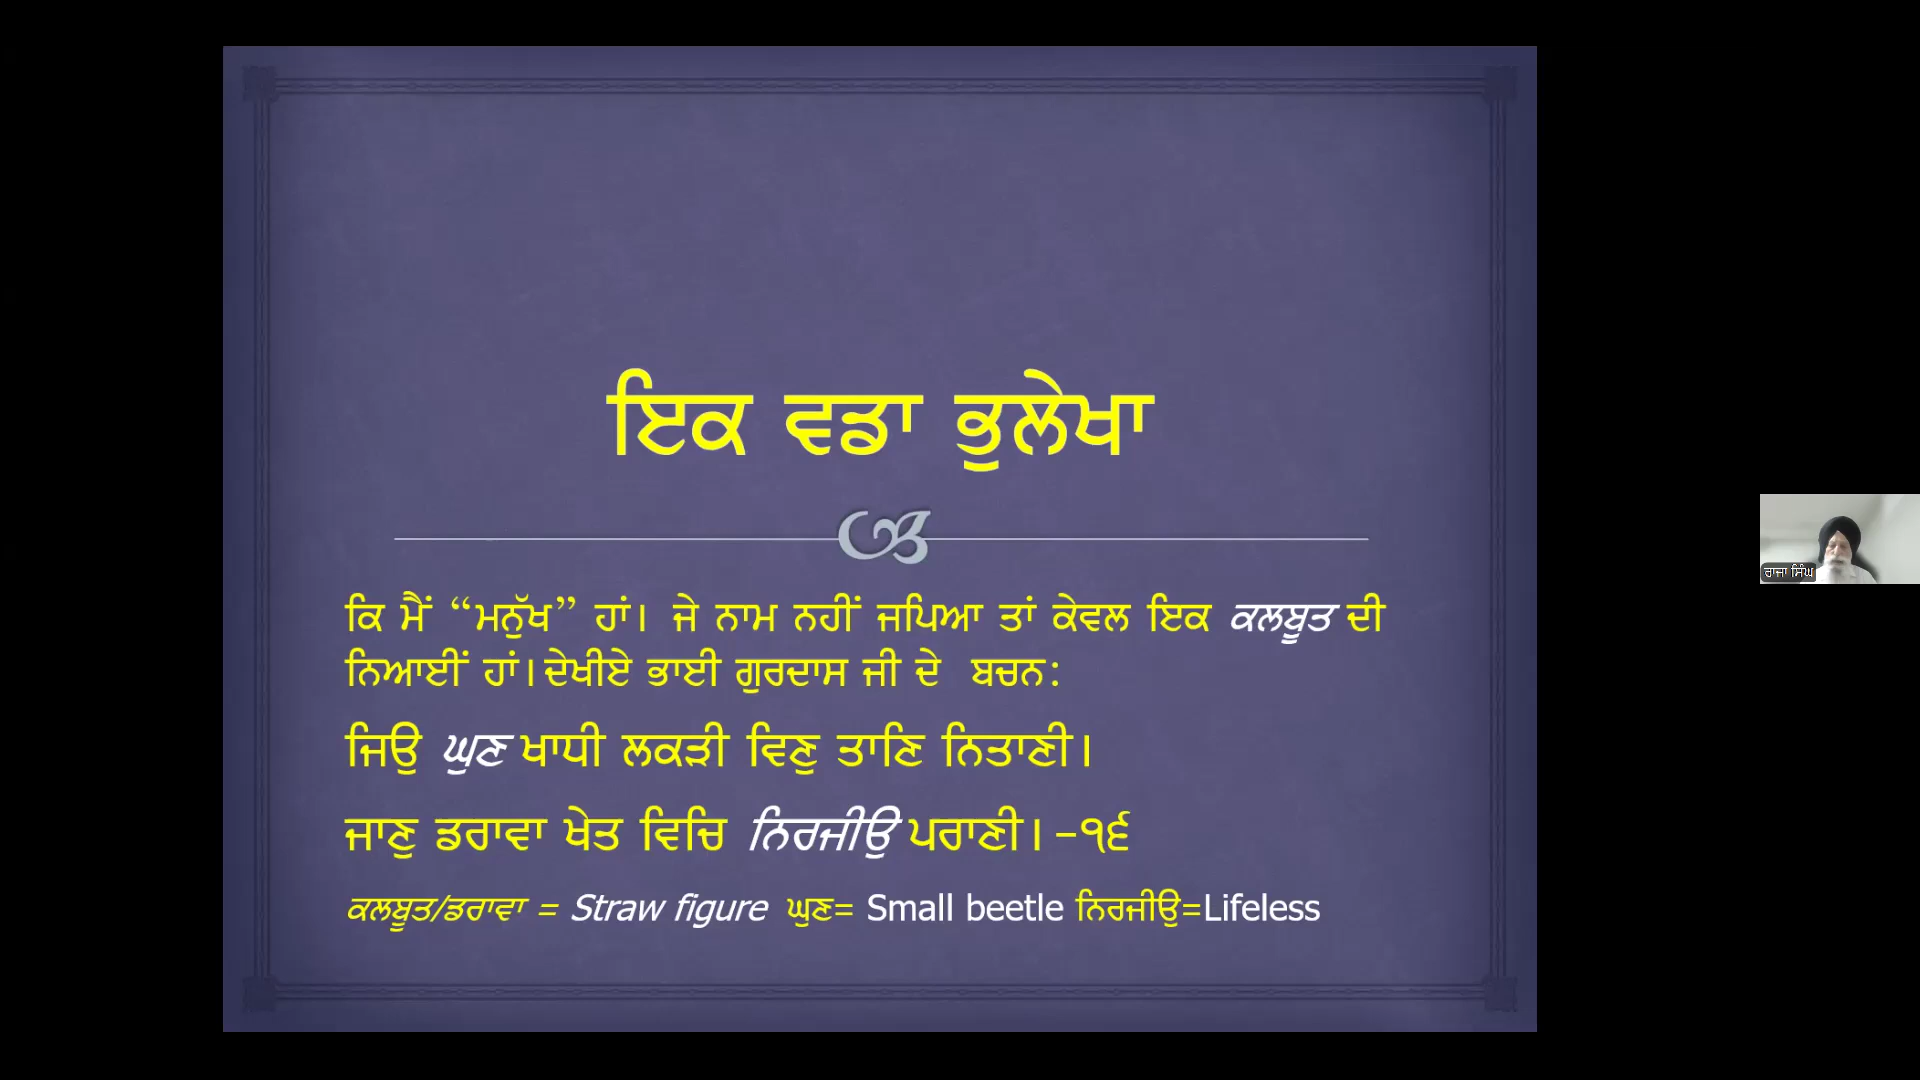 ਇਕ ਵਡਾ ਭੁਲੇਖਾ
ਕਿ ਮੈਂ “ਮਨੁੱਖ” ਹਾਂ। ਜੇ ਨਾਮ ਨਹੀਂ ਜਪਿਆ ਤਾਂ ਕੇਵਲ ਇਕ ਕਲਬੂਤ ਦੀ
ਨਿਆਈਂ ਹਾਂ। ਦੇਖੀਏ ਭਾਈ ਗੁਰਦਾਸ ਜੀ ਦੇ ਬਚਨ:
ਜਿਉ ਘੁਣ ਖਾਧੀ ਲਕੜੀ ਵਿਣੁ ਤਾਣਿ ਨਿਤਾਣੀ।
ਜਾਣੁ ਡਰਾਵਾ ਖੇਤ ਵਿਚਿ ਨਿਰਜੀਉ ਪਰਾਣੀ। –੧੬
ਕਲਬੂਤ/ਡਰਾਵਾ = Straw figure ਘੁਣ= Small beetle ਨਿਰਜੀਉ=Lifeless
ਰਾਜਾ ਸਿੰਘ